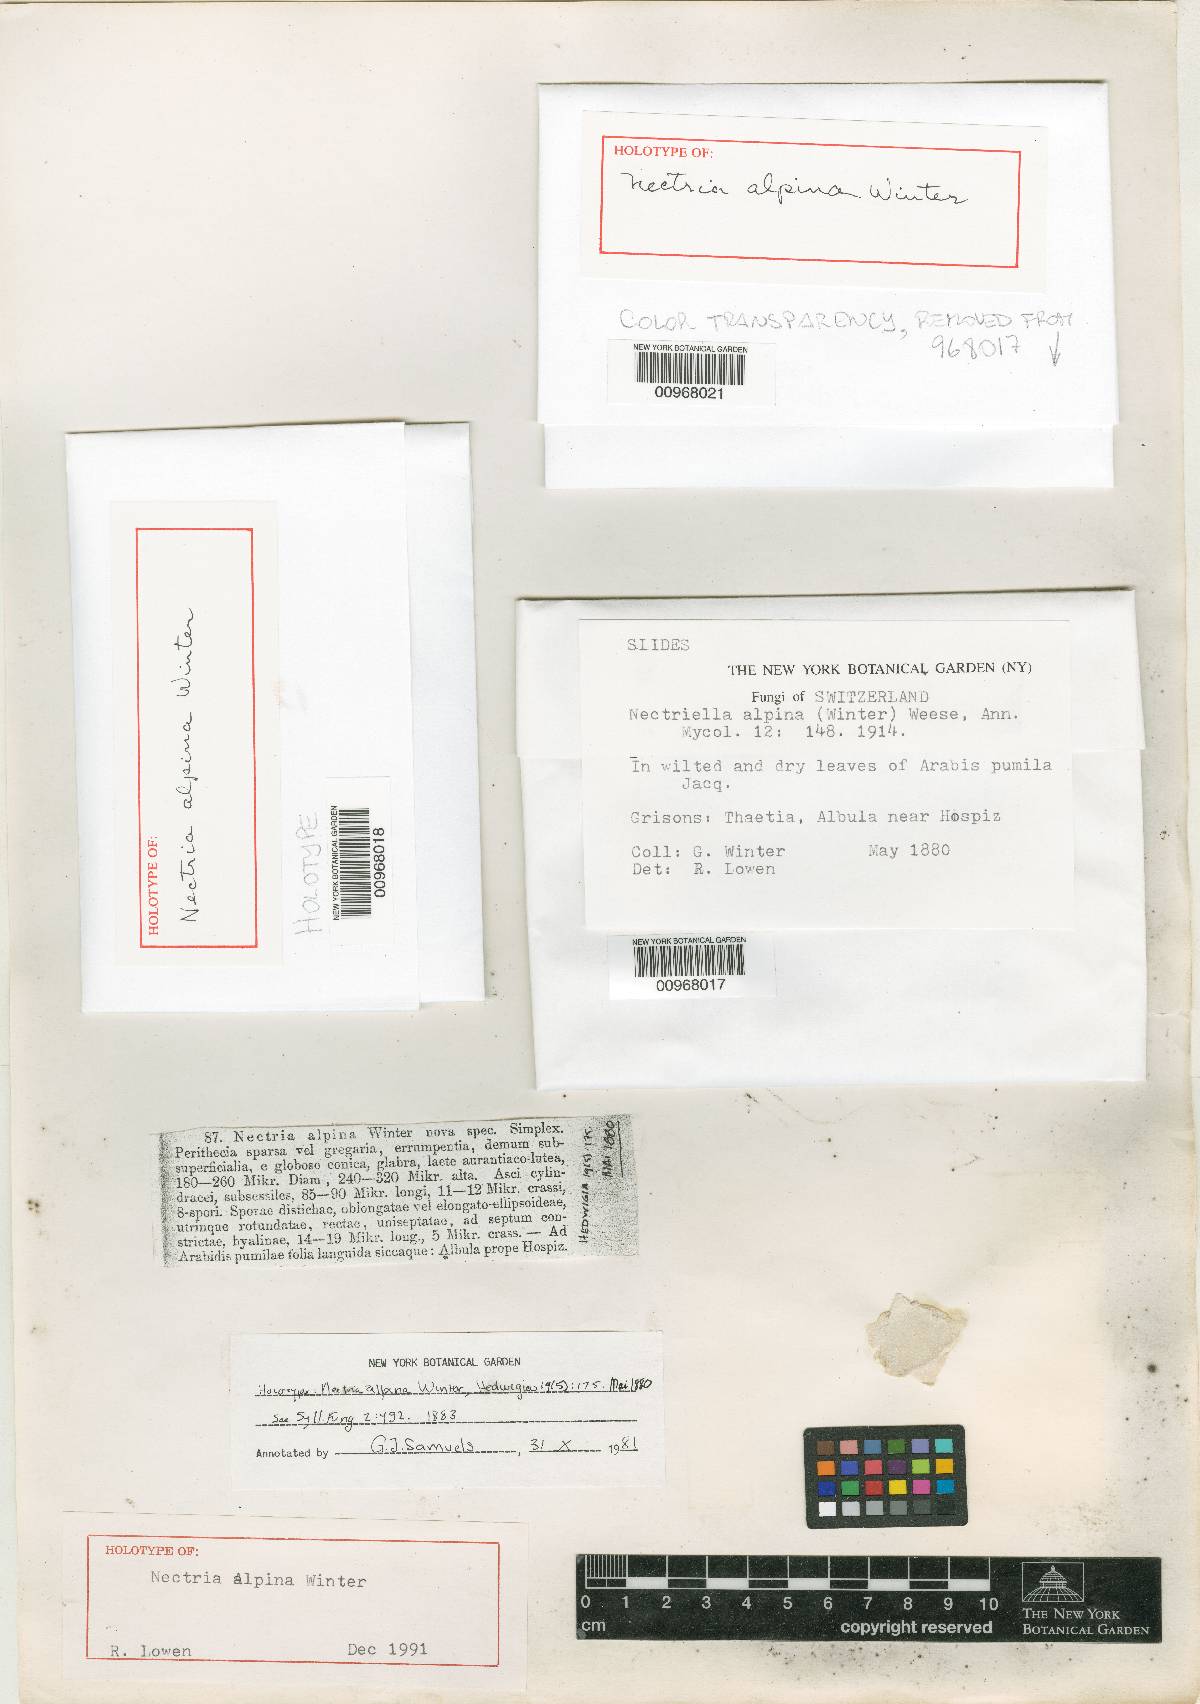 HOLOTYPE OF:
Nectria alpina Winter
COLOR TRANSPARENCY, REMOVED FROM
968017 ↓
NEW YORK BOTANICAL GARDEN
00968021
HOLOTYPE OF:
Nectria alpina Winter
HOLOTYPE
NEW YORK BOTANICAL GARDEN
00968018
SLIDES
THE NEW YORK BOTANICAL GARDEN (NY)
Fungi of SWITZERLAND
Nectriella alpina (Winter) Weese, Ann.
Mycol. 12: 148. 1914.
In wilted and dry leaves of Arabis pumila
Jacq.
Grisons: Thaetia, Albula near Hospiz
Coll: G. Winter May 1880
Det: R. Lowen
NEW YORK BOTANICAL GARDEN
00968017
87. Nectria alpina Winter nova spec. Simplex.
Perithecia sparsa vel gregaria, errumpentia, demum sub-
superficialia, e globoso conica, glabra, laete aurantiaco-lutea,
180—260 Mikr. Diam, 240—320 Mikr. alta. Asci cylin-
dracei, subsessiles, 85—90 Mikr. longi, 11—12 Mikr. crassi,
8-spori. Sporae distichae, oblongatae vel elongato-ellipsoideae,
utrinque rotundatae, rectae, uniseptatae, ad septum con-
strictae, hyalinae, 14—19 Mikr. long., 5 Mikr. crass. — Ad
Arabidis pumilae folia languida siccaque: Albula prope Hospiz.
HEDWIGIA 19(5) 175.
MAI 1880
NEW YORK BOTANICAL GARDEN
Holotype: Nectria alpina Winter, Hedwigia 19(5):175. Mai 1880
See Syll. Fung 2:492. 1883
Annotated by G.J. Samuels, 31 X 1981
HOLOTYPE OF:
Nectria alpina Winter
R. Lowen Dec 1991
0 1 2 3 4 5 6 7 8 9 10
cm copyright reserved
THE NEW YORK
BOTANICAL GARDEN